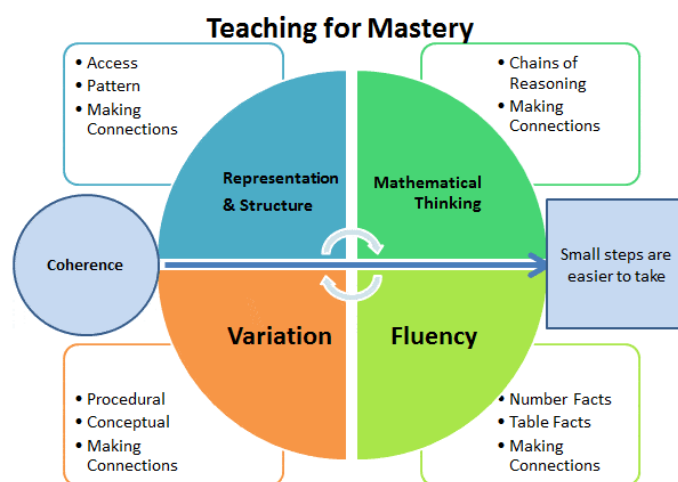 Teaching for Mastery
• Access
• Pattern
• Making
Connections
• Chains of
Reasoning
• Making
Connections
Representation
& Structure
Mathematical
Thinking
Coherence
Small steps are
easier to take
Variation
Fluency
• Procedural
• Conceptual
• Making
Connections
• Number Facts
• Table Facts
• Making
Connections